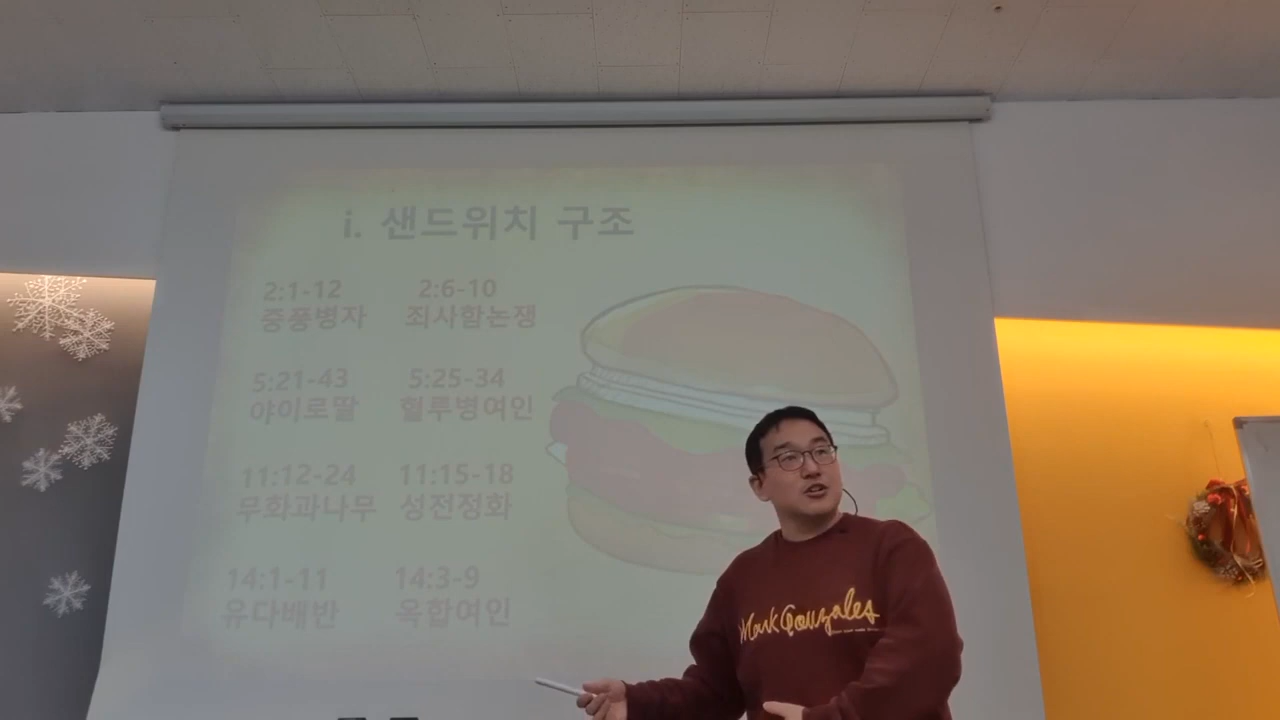 i. 샌드위치 구조
2:1-12 2:6-10
중풍병자 죄사함논쟁
5:21-43 5:25-34
야이로딸 혈루병여인
11:12-24 11:15-18
무화과나무 성전정화
14:1-11 14:3-9
유다배반 옥합여인
Mark Gonzales